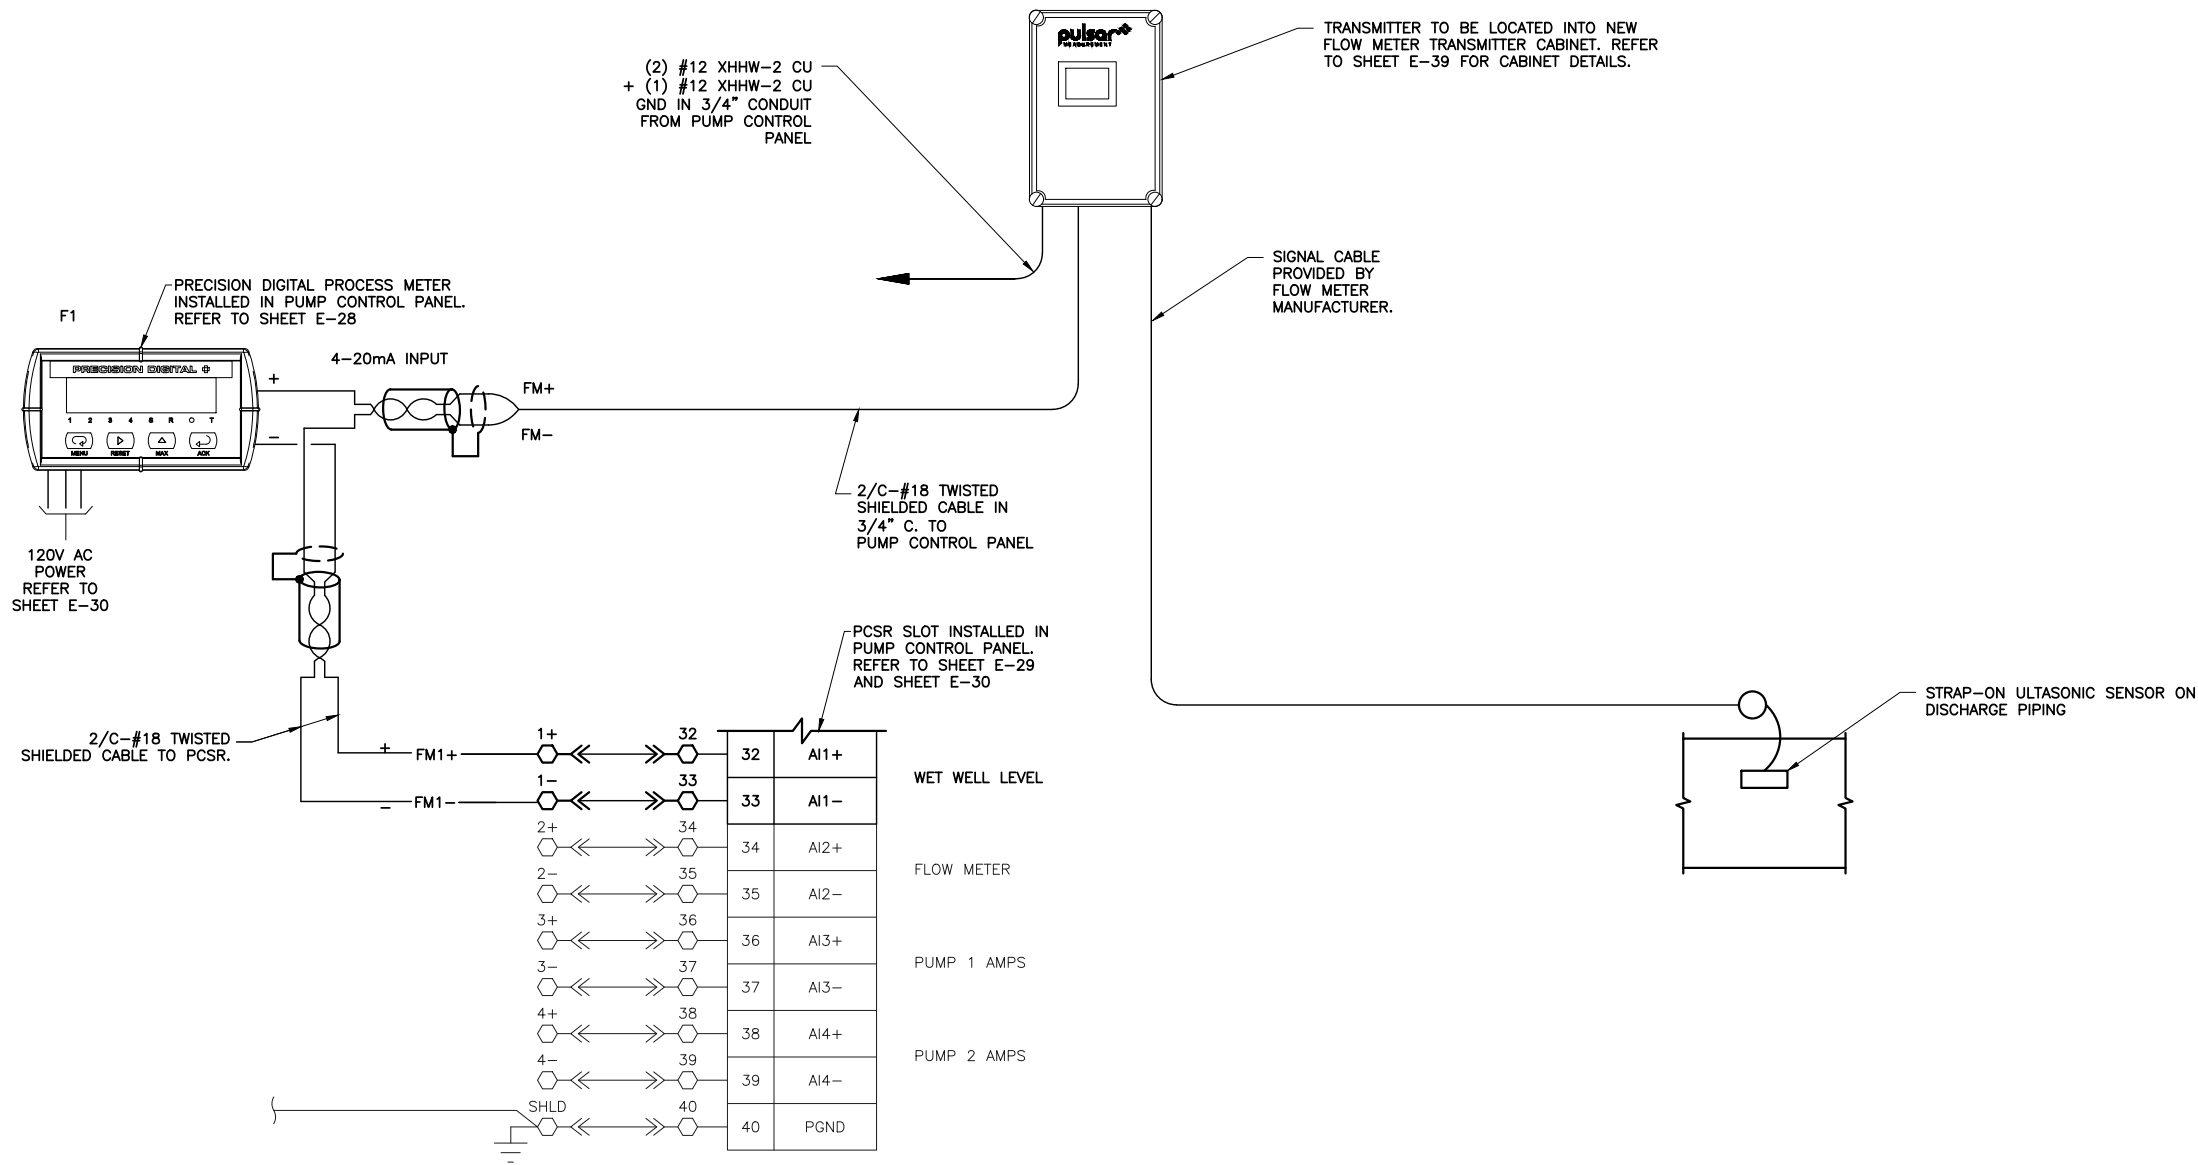 pulsar
MEASUREMENT
TRANSMITTER TO BE LOCATED INTO NEW
FLOW METER TRANSMITTER CABINET. REFER
TO SHEET E-39 FOR CABINET DETAILS.
(2) #12 XHHW-2 CU
+ (1) #12 XHHW-2 CU
GND IN 3/4" CONDUIT
FROM PUMP CONTROL
PANEL
SIGNAL CABLE
PROVIDED BY
FLOW METER
MANUFACTURER.
PRECISION DIGITAL PROCESS METER
INSTALLED IN PUMP CONTROL PANEL.
REFER TO SHEET E-28
F1
4-20mA INPUT
PRECISION DIGITAL
1 2 3 4 S R O T
MENU RESET MAX ACK
+
-
FM+
FM-
2/C-#18 TWISTED
SHIELDED CABLE IN
3/4" C. TO
PUMP CONTROL PANEL
120V AC
POWER
REFER TO
SHEET E-30
PCSR SLOT INSTALLED IN
PUMP CONTROL PANEL.
REFER TO SHEET E-29
AND SHEET E-30
STRAP-ON ULTASONIC SENSOR ON
DISCHARGE PIPING
2/C-#18 TWISTED
SHIELDED CABLE TO PCSR.
+ FM1+ 1+ 32 32 AI1+
WET WELL LEVEL
- FM1- 1- 33 33 AI1-
2+ 34 34 AI2+
FLOW METER
2- 35 35 AI2-
3+ 36 36 AI3+
PUMP 1 AMPS
3- 37 37 AI3-
4+ 38 38 AI4+
PUMP 2 AMPS
4- 39 39 AI4-
SHLD 40 40 PGND